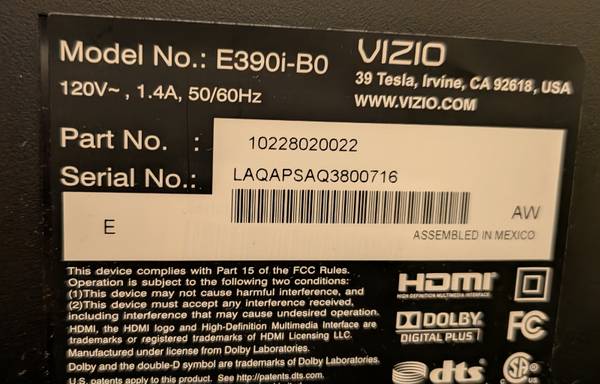 Model No.: E390i-B0
VIZIO
120V~, 1.4A, 50/60Hz
39 Tesla, Irvine, CA 92618, USA
WWW.VIZIO.COM
Part No. : 10228020022
Serial No.: LAQAPSAQ3800716
E
AW
ASSEMBLED IN MEXICO
This device complies with Part 15 of the FCC Rules.
Operation is subject to the following two conditions:
(1)This device may not cause harmful interference, and
(2)This device must accept any interference received,
including interference that may cause undesired operation.
HDMI, the HDMI logo and High-Definition Multimedia Interface are
trademarks or registered trademarks of HDMI Licensing LLC.
Manufactured under license from Dolby Laboratories.
Dolby and the double-D symbol are trademarks of Dolby Laboratories.
U.S. patents apply to this product. See http://patents.dts.com.
HDMI
HIGH DEFINITION MULTIMEDIA INTERFACE
DOLBY
DIGITAL PLUS
FC
dts
SA